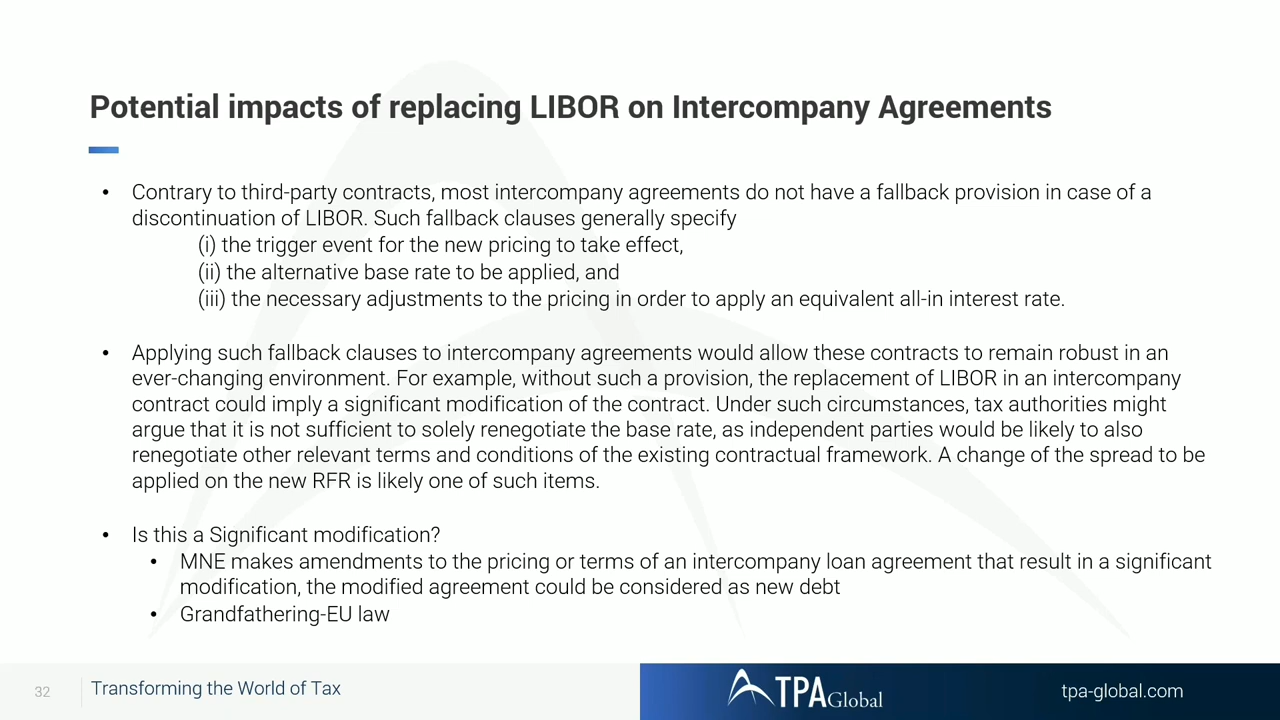 Potential impacts of replacing LIBOR on Intercompany Agreements
• Contrary to third-party contracts, most intercompany agreements do not have a fallback provision in case of a
discontinuation of LIBOR. Such fallback clauses generally specify
(i) the trigger event for the new pricing to take effect,
(ii) the alternative base rate to be applied, and
(iii) the necessary adjustments to the pricing in order to apply an equivalent all-in interest rate.
• Applying such fallback clauses to intercompany agreements would allow these contracts to remain robust in an
ever-changing environment. For example, without such a provision, the replacement of LIBOR in an intercompany
contract could imply a significant modification of the contract. Under such circumstances, tax authorities might
argue that it is not sufficient to solely renegotiate the base rate, as independent parties would be likely to also
renegotiate other relevant terms and conditions of the existing contractual framework. A change of the spread to be
applied on the new RFR is likely one of such items.
• Is this a Significant modification?
• MNE makes amendments to the pricing or terms of an intercompany loan agreement that result in a significant
modification, the modified agreement could be considered as new debt
• Grandfathering-EU law
32
Transforming the World of Tax
TPA Global
tpa-global.com